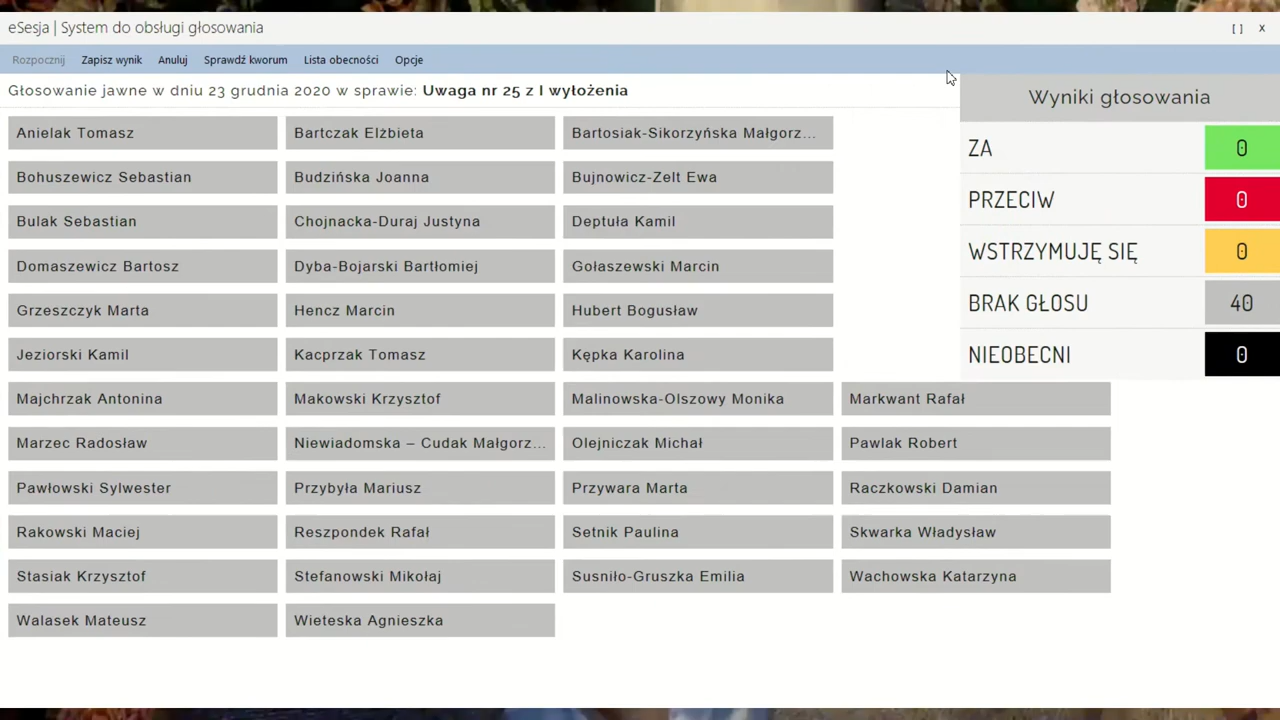 eSesja | System do obsługi głosowania
[ ] X
Rozpocznij Zapisz wynik Anuluj Sprawdź kworum Lista obecności Opcje
Głosowanie jawne w dniu 23 grudnia 2020 w sprawie: Uwaga nr 25 z I wyłożenia
Wyniki głosowania
ZA 0
PRZECIW 0
WSTRZYMUJĘ SIĘ 0
BRAK GŁOSU 40
NIEOBECNI 0
Anielak Tomasz Bartczak Elżbieta Bartosiak-Sikorzyńska Małgorz...
Bohuszewicz Sebastian Budzińska Joanna Bujnowicz-Zelt Ewa
Bulak Sebastian Chojnacka-Duraj Justyna Deptuła Kamil
Domaszewicz Bartosz Dyba-Bojarski Bartłomiej Gołaszewski Marcin
Grzeszczyk Marta Hencz Marcin Hubert Bogusław
Jeziorski Kamil Kacprzak Tomasz Kępka Karolina
Majchrzak Antonina Makowski Krzysztof Malinowska-Olszowy Monika Markwant Rafał
Marzec Radosław Niewiadomska – Cudak Małgorz... Olejniczak Michał Pawlak Robert
Pawłowski Sylwester Przybyła Mariusz Przywara Marta Raczkowski Damian
Rakowski Maciej Reszpondek Rafał Setnik Paulina Skwarka Władysław
Stasiak Krzysztof Stefanowski Mikołaj Susniło-Gruszka Emilia Wachowska Katarzyna
Walasek Mateusz Wieteska Agnieszka